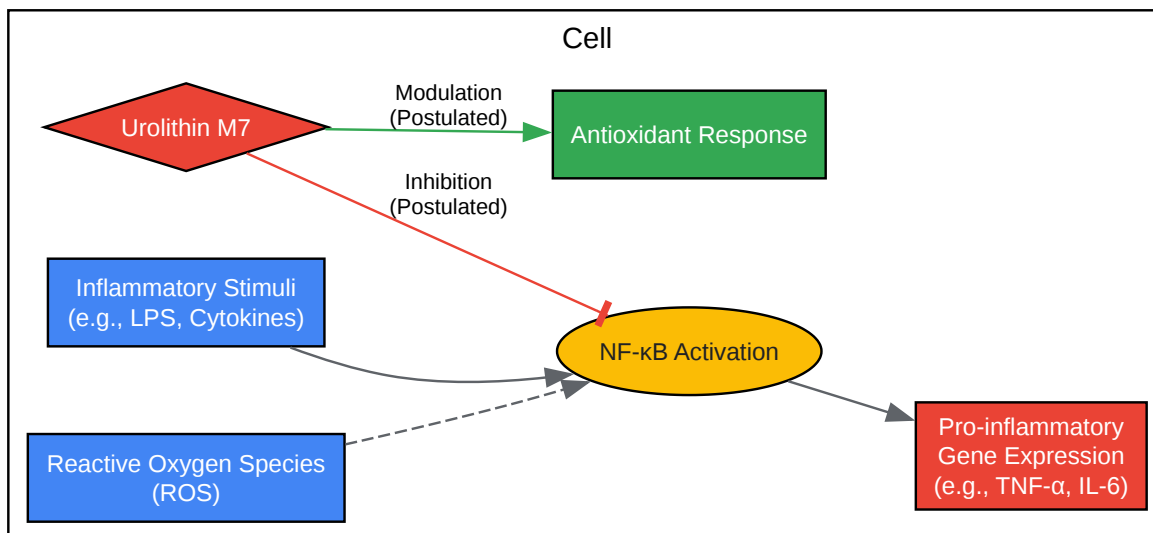 Cell
Urolithin M7
Modulation
(Postulated)
Antioxidant Response
Inhibition
(Postulated)
Inflammatory Stimuli
(e.g., LPS, Cytokines)
NF-κB Activation
Reactive Oxygen Species
(ROS)
Pro-inflammatory
Gene Expression
(e.g., TNF-α, IL-6)